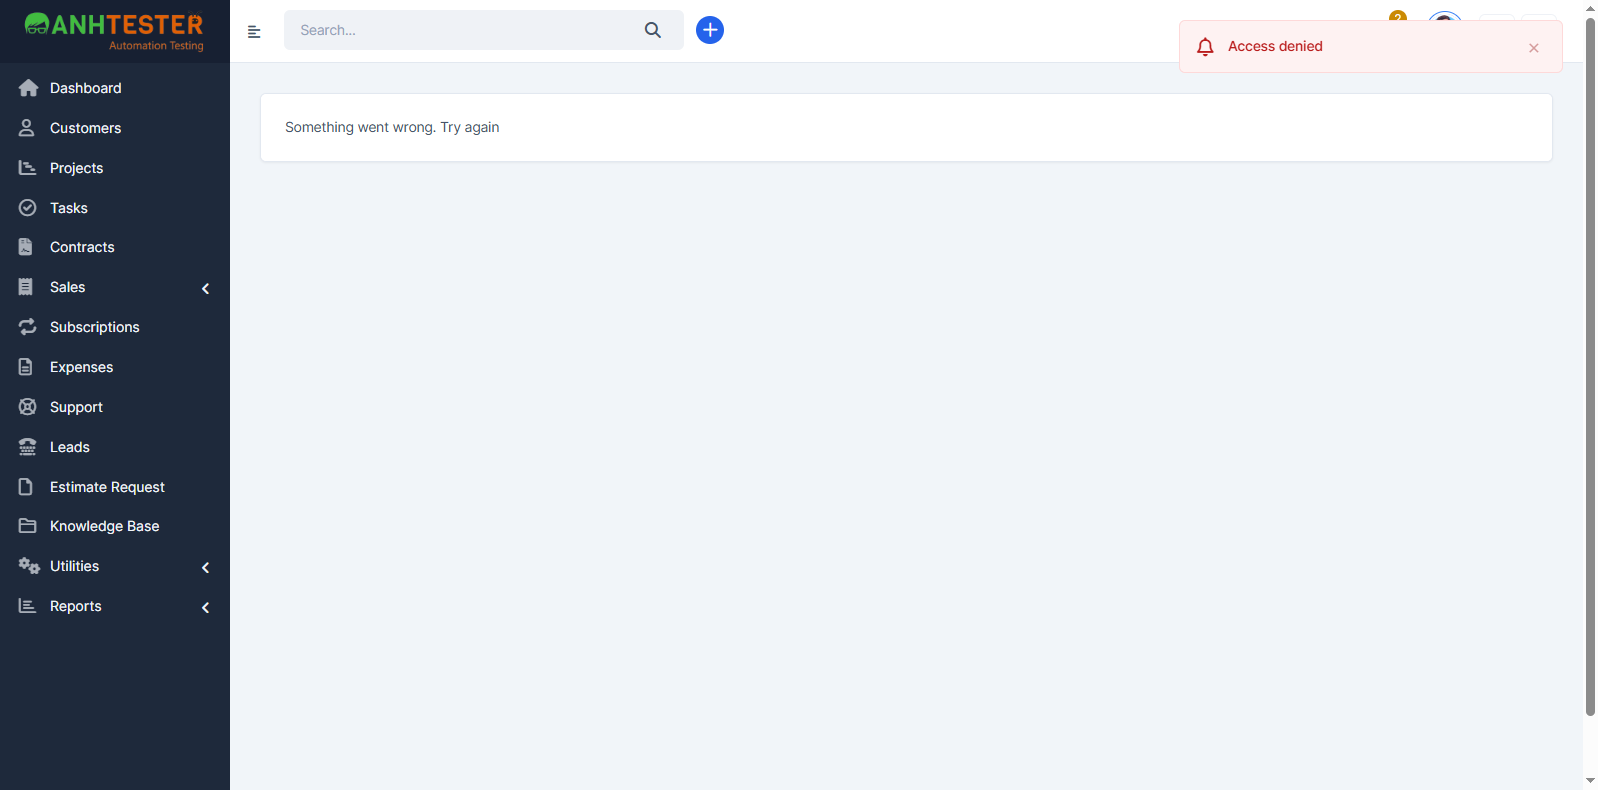 ANHTESTER
Automation Testing
Search...
2
Access denied
Something went wrong. Try again
Dashboard
Customers
Projects
Tasks
Contracts
Sales
Subscriptions
Expenses
Support
Leads
Estimate Request
Knowledge Base
Utilities
Reports